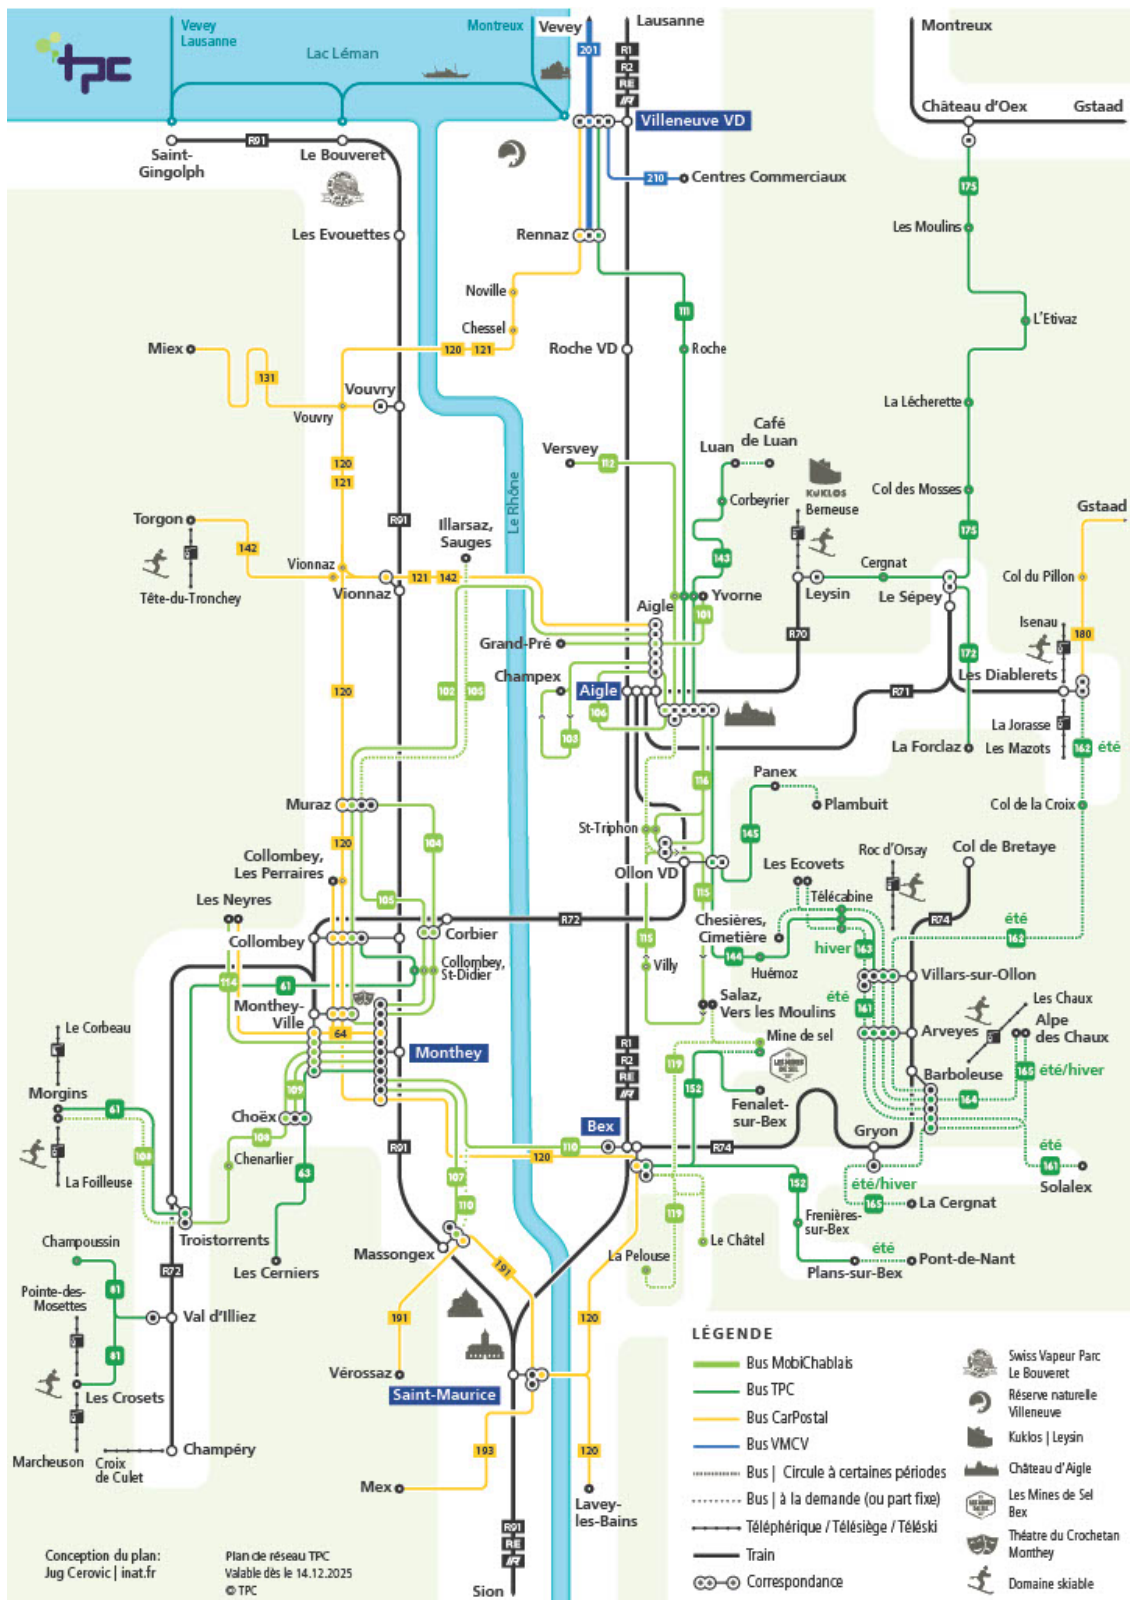 Vevey
Lausanne
Lac Léman
Montreux
tpc
Vevey
Lausanne
201
R1
R2
RE
IR
Montreux
Château d'Oex
Gstaad
Villeneuve VD
Saint-
Gingolph
R91
Le Bouveret
210
Centres Commerciaux
175
Les Evouettes
Rennaz
Les Moulins
Noville
Chessel
111
L'Etivaz
Miex
120
121
Roche VD
Roche
131
Vouvry
Vouvry
La Lécherette
Café
de Luan
Luan
Versvey
112
120
121
Le Rhône
KUKLOS
Corbeyrier
Berneuse
Col des Mosses
Torgon
142
R91
Illarsaz,
Sauges
175
Gstaad
143
Vionnaz
Vionnaz
121
142
Tête-du-Tronchey
Yvorne
101
Aigle
Leysin
Cergnat
Le Sépey
Col du Pillon
Isenau
180
Grand-Pré
R70
172
Champex
Aigle
102
105
120
106
103
R71
Les Diablerets
La Jorasse
Les Mazots
La Forclaz
162
été
116
Panex
Plambuit
Muraz
St-Triphon
145
Col de la Croix
120
104
Ollon VD
Collombey,
Les Perraires
Les Ecovets
Roc d'Orsay
Col de Bretaye
Les Neyres
105
115
Télécabine
R72
Collombey
Corbier
Chesières,
Cimetière
R74
été
162
hiver
163
115
144
Huémoz
Collombey,
St-Didier
Villy
Villars-sur-Ollon
114
61
été
161
Monthey-
Ville
64
Salaz,
Vers les Moulins
Les Chaux
Alpe
des Chaux
Arveyes
Le Corbeau
Monthey
R1
R2
RE
IR
Mine de sel
119
LES MINES
DE SEL
Barboleuse
165
été/hiver
Morgins
61
109
152
Fenalet-
sur-Bex
164
Choëx
Bex
108
108
110
R74
Gryon
été
161
Solalex
R91
120
Chenarlier
107
110
63
La Foilleuse
152
été/hiver
165
La Cergnat
119
Troistorrents
Frenières-
sur-Bex
Champoussin
Les Cerniers
Massongex
Le Châtel
La Pelouse
été
Plans-sur-Bex
Pont-de-Nant
R72
81
191
Pointe-des-
Mosettes
Val d'Illiez
191
120
81
Vérossaz
Saint-Maurice
Les Crosets
Marcheuson
Croix
de Culet
Champéry
193
120
Mex
Lavey-
les-Bains
R91
RE
IR
Sion
LÉGENDE
Bus MobiChablais
Bus TPC
Bus CarPostal
Bus VMCV
Bus | Circule à certaines périodes
Bus | à la demande (ou part fixe)
Téléphérique / Télésiège / Téléski
Train
Correspondance
Swiss Vapeur Parc
Le Bouveret
Réserve naturelle
Villeneuve
Kuklos | Leysin
Château d'Aigle
Les Mines de Sel
Bex
Théatre du Crochetan
Monthey
Domaine skiable
Conception du plan:
Jug Cerovic | inat.fr
Plan de réseau TPC
Valable dès le 14.12.2025
© TPC